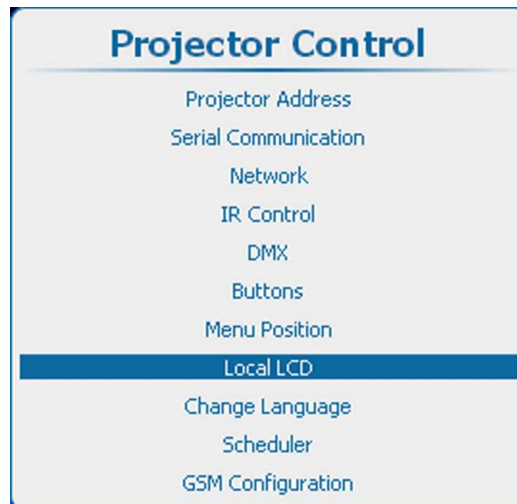 Projector Control
Projector Address
Serial Communication
Network
IR Control
DMX
Buttons
Menu Position
Local LCD
Change Language
Scheduler
GSM Configuration